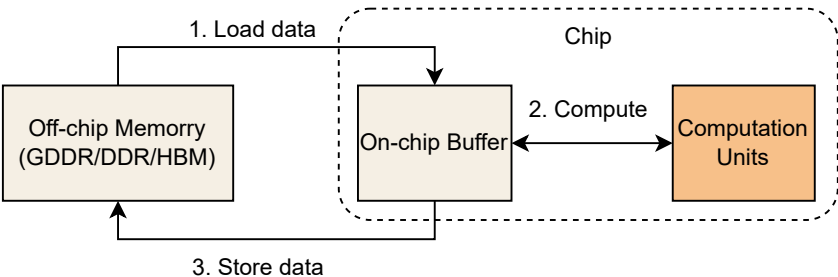 1. Load data
Chip
Off-chip Memorry
(GDDR/DDR/HBM)
On-chip Buffer
2. Compute
Computation
Units
3. Store data